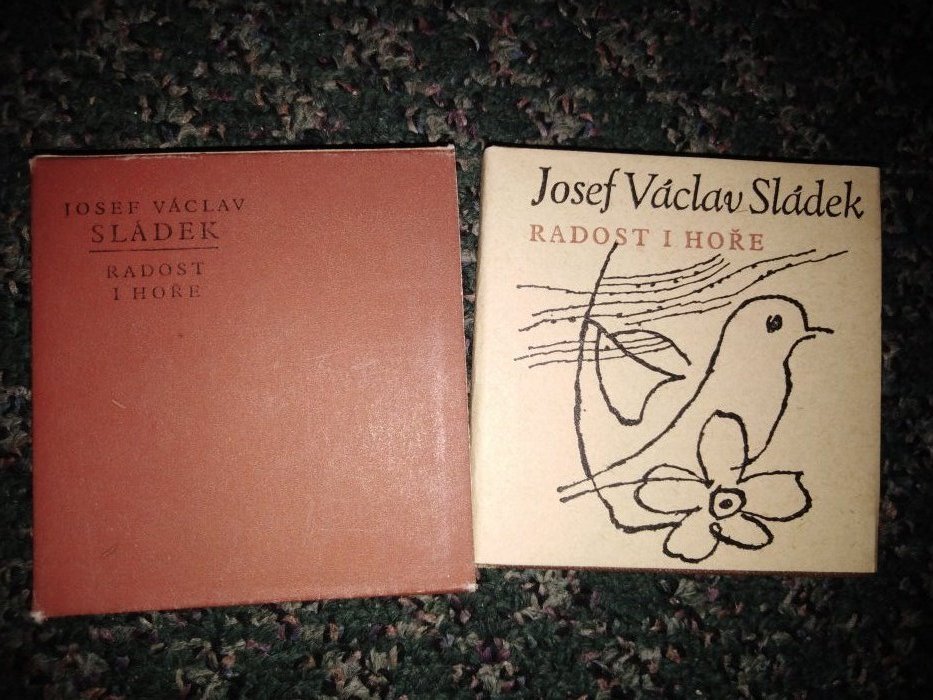 JOSEF VÁCLAV
SLÁDEK
RADOST
I HOŘE
Josef Václav Sládek
RADOST I HOŘE